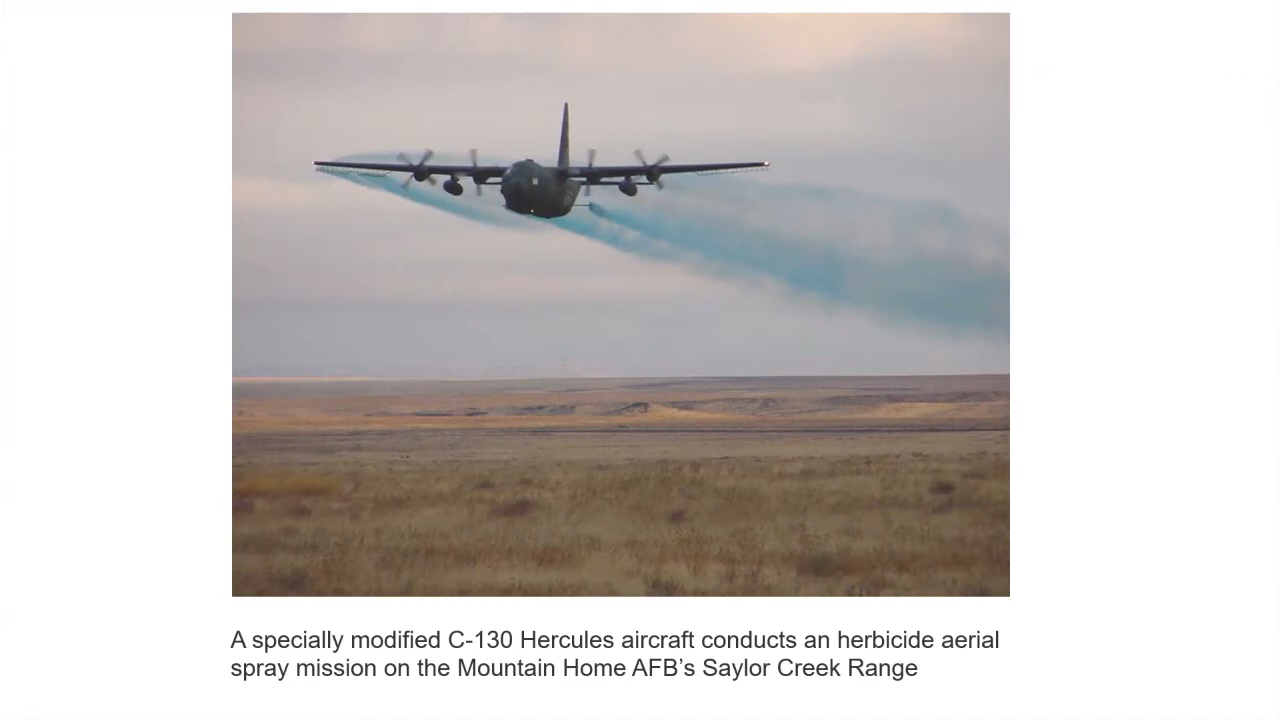 A specially modified C-130 Hercules aircraft conducts an herbicide aerial
spray mission on the Mountain Home AFB’s Saylor Creek Range